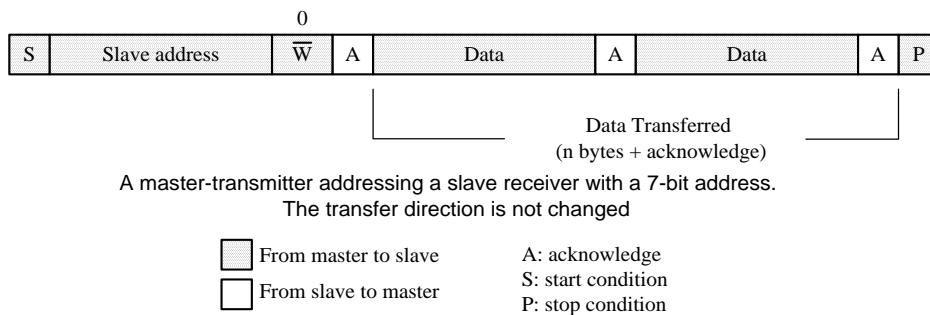 0
S Slave address W̅ A Data A Data A P
Data Transferred
(n bytes + acknowledge)
A master-transmitter addressing a slave receiver with a 7-bit address.
The transfer direction is not changed
From master to slave
From slave to master
A: acknowledge
S: start condition
P: stop condition